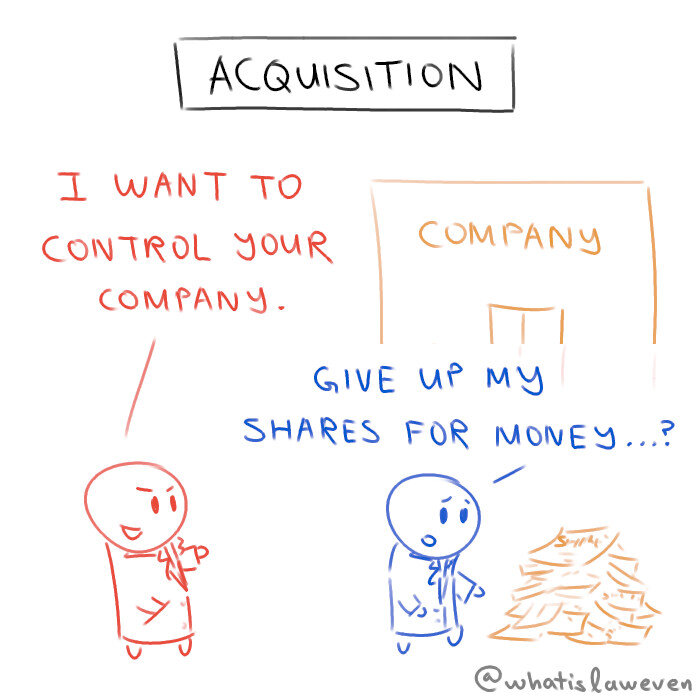 ACQUISITION
I WANT TO
CONTROL YOUR
COMPANY.
COMPANY
GIVE UP MY
SHARES FOR MONEY...?
@whatislaweven